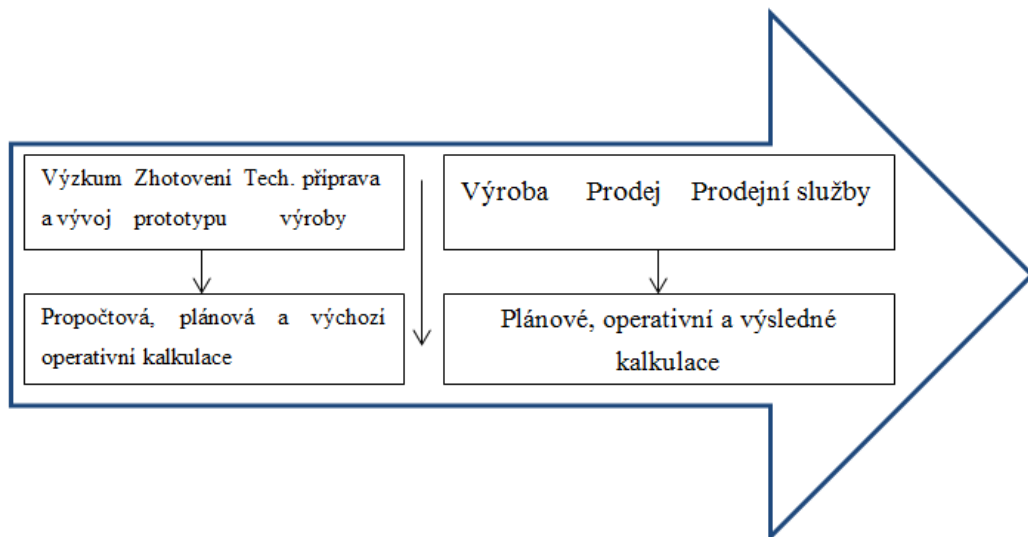 Výzkum Zhotovení Tech. příprava
a vývoj prototypu výroby
Výroba Prodej Prodejní služby
Propočtová, plánová a výchozí
operativní kalkulace
Plánové, operativní a výsledné
kalkulace